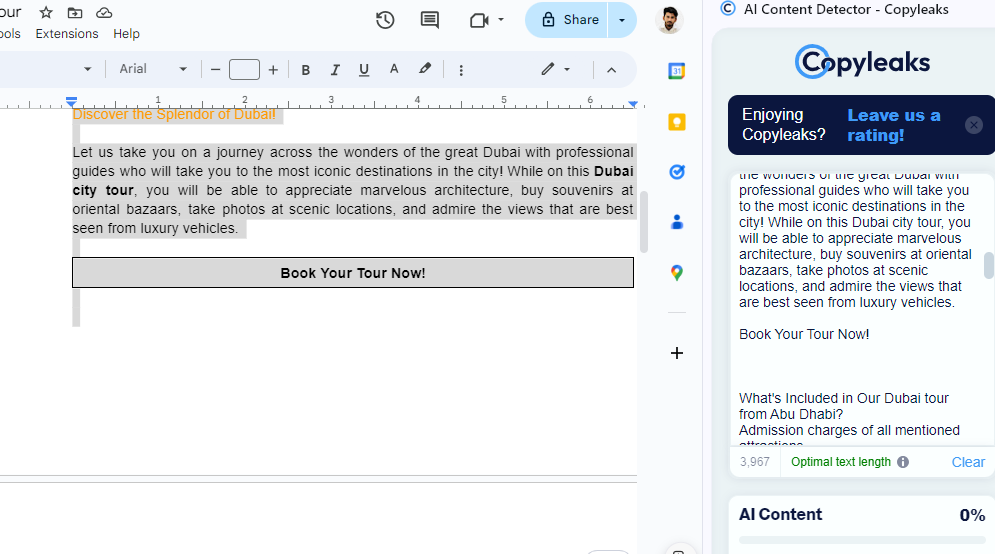 our
AI Content Detector - Copyleaks
ools Extensions Help
Share
Copyleaks
Arial
B I U A
31
Enjoying
Copyleaks?
Leave us a
rating!
1 2 3 4 5 6
Discover the Splendor of Dubai!
Let us take you on a journey across the wonders of the great Dubai with professional
guides who will take you to the most iconic destinations in the city! While on this Dubai
city tour, you will be able to appreciate marvelous architecture, buy souvenirs at
oriental bazaars, take photos at scenic locations, and admire the views that are best
seen from luxury vehicles.
Book Your Tour Now!
the wonders of the great Dubai with
professional guides who will take you
to the most iconic destinations in the
city! While on this Dubai city tour, you
will be able to appreciate marvelous
architecture, buy souvenirs at oriental
bazaars, take photos at scenic
locations, and admire the views that
are best seen from luxury vehicles.
Book Your Tour Now!
What's Included in Our Dubai tour
from Abu Dhabi?
Admission charges of all mentioned
attractions
3,967 Optimal text length Clear
AI Content 0%